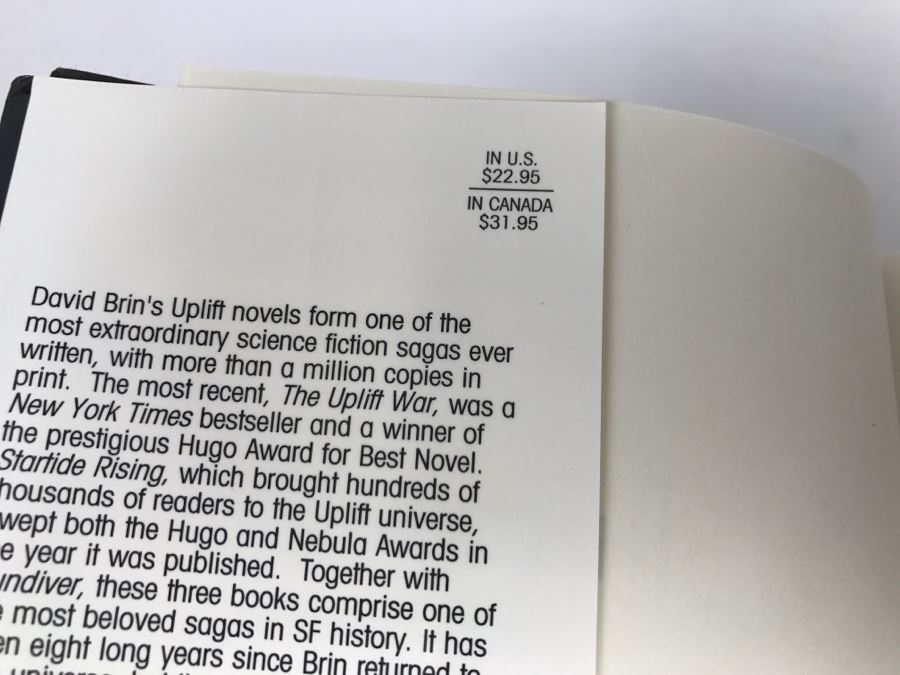 IN U.S.
$22.95
IN CANADA
$31.95
David Brin's Uplift novels form one of the
most extraordinary science fiction sagas ever
written, with more than a million copies in
print. The most recent, The Uplift War, was a
New York Times bestseller and a winner of
the prestigious Hugo Award for Best Novel.
Startide Rising, which brought hundreds of
housands of readers to the Uplift universe,
wept both the Hugo and Nebula Awards in
e year it was published. Together with
undiver, these three books comprise one of
e most beloved sagas in SF history. It has
en eight long years since Brin returned to